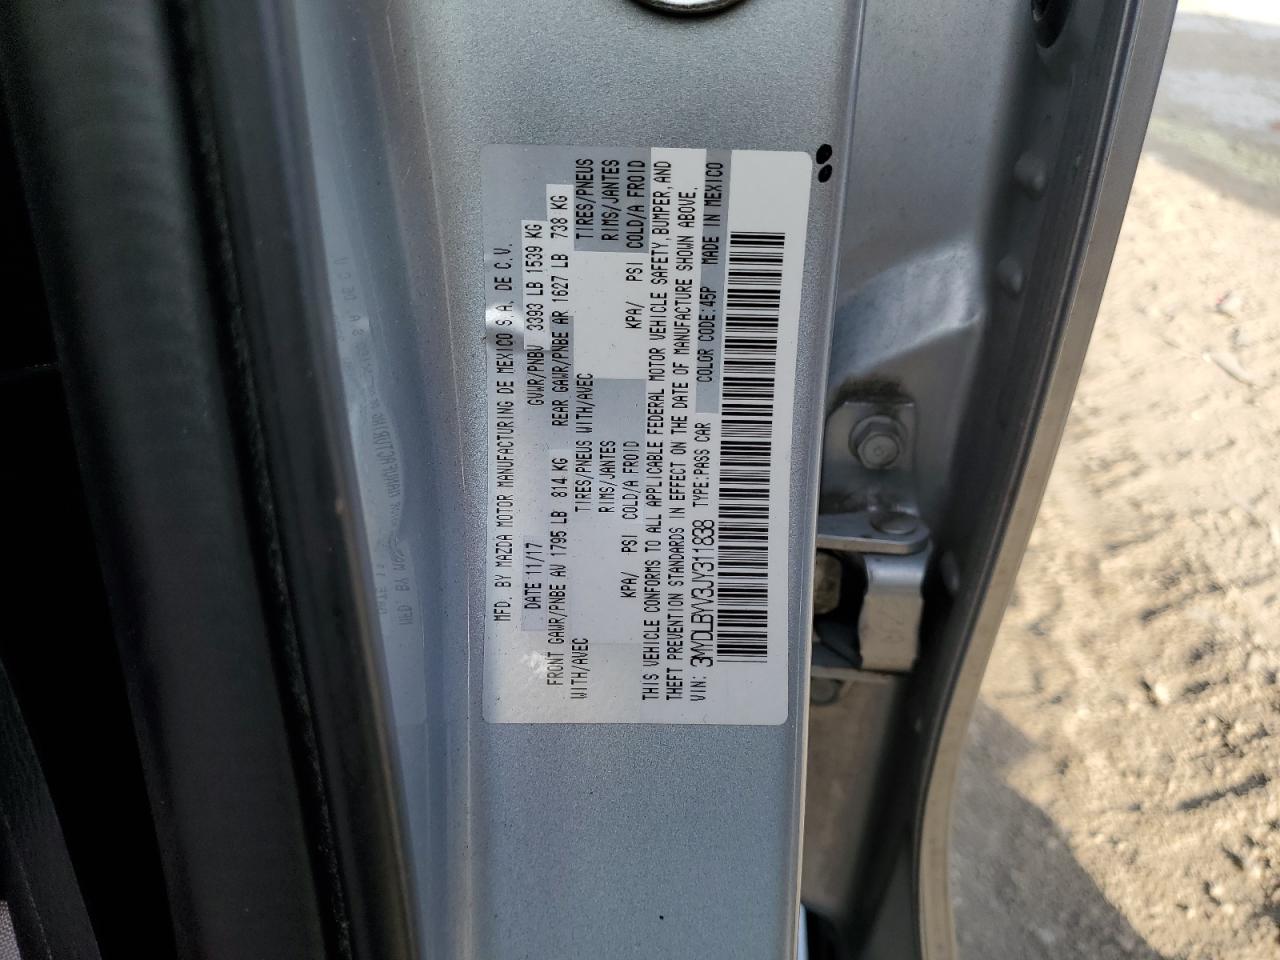 MFD. BY MAZDA MOTOR MANUFACTURING DE MEXICO S.A. DE C.V.
DATE:11/17 GVWR/PNBV 3393 LB 1539 KG
FRONT GAWR/PNBE AV 1795 LB 814 KG REAR GAWR/PNBE AR 1627 LB 738 KG
WITH/AVEC TIRES/PNEUS WITH/AVEC TIRES/PNEUS
RIMS/JANTES RIMS/JANTES
KPA/ PSI COLD/A FROID KPA/ PSI COLD/A FROID
THIS VEHICLE CONFORMS TO ALL APPLICABLE FEDERAL MOTOR VEHICLE SAFETY, BUMPER, AND
THEFT PREVENTION STANDARDS IN EFFECT ON THE DATE OF MANUFACTURE SHOWN ABOVE.
VIN: 3MYDLBYV3JY311838 TYPE:PASS CAR COLOR CODE:45P MADE IN MEXICO